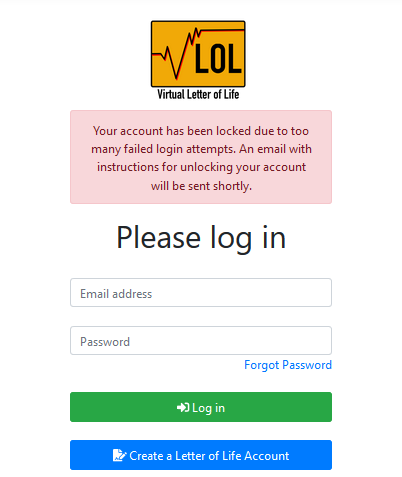 LOL
Virtual Letter of Life
Your account has been locked due to too
many failed login attempts. An email with
instructions for unlocking your account
will be sent shortly.
Please log in
Email address
Password
Forgot Password
Log in
Create a Letter of Life Account